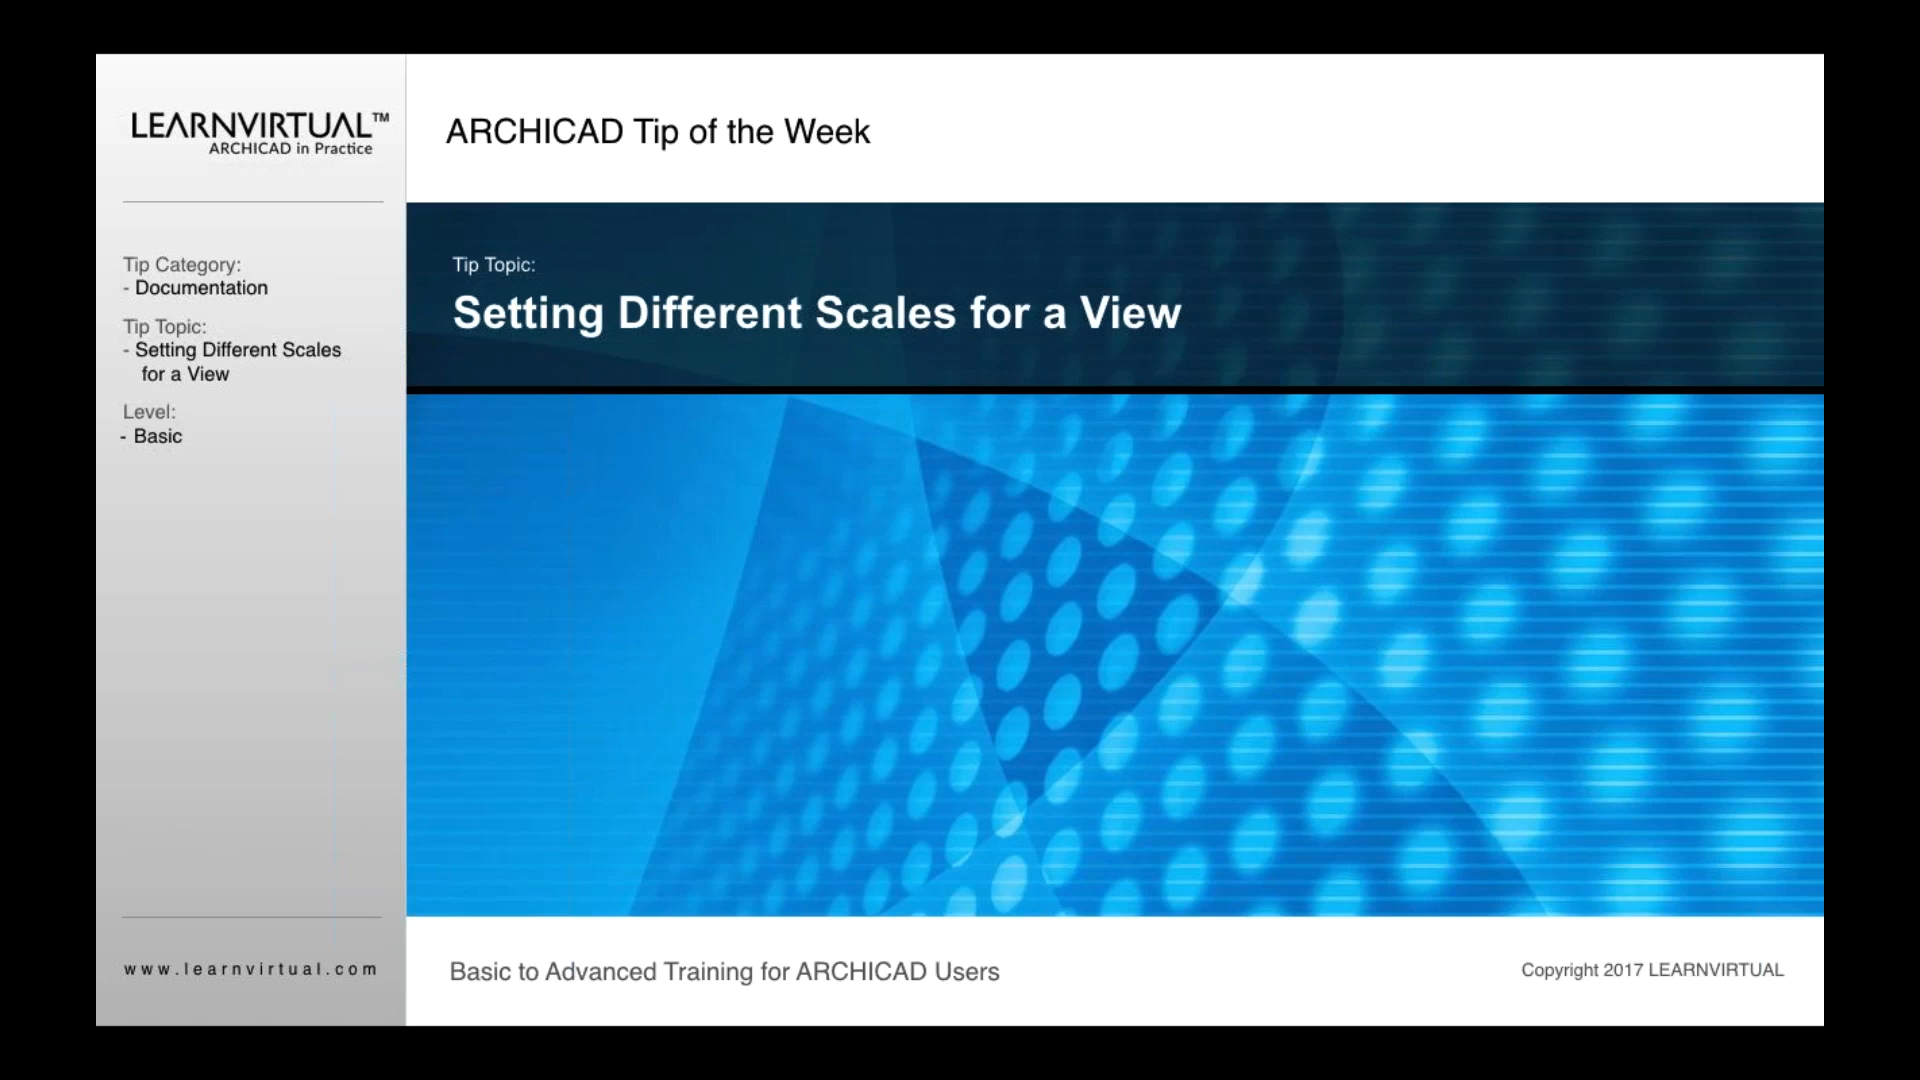 LEARNVIRTUAL™
ARCHICAD in Practice
Tip Category:
- Documentation
Tip Topic:
- Setting Different Scales
for a View
Level:
- Basic
www.learnvirtual.com
ARCHICAD Tip of the Week
Tip Topic:
Setting Different Scales for a View
Basic to Advanced Training for ARCHICAD Users
Copyright 2017 LEARNVIRTUAL